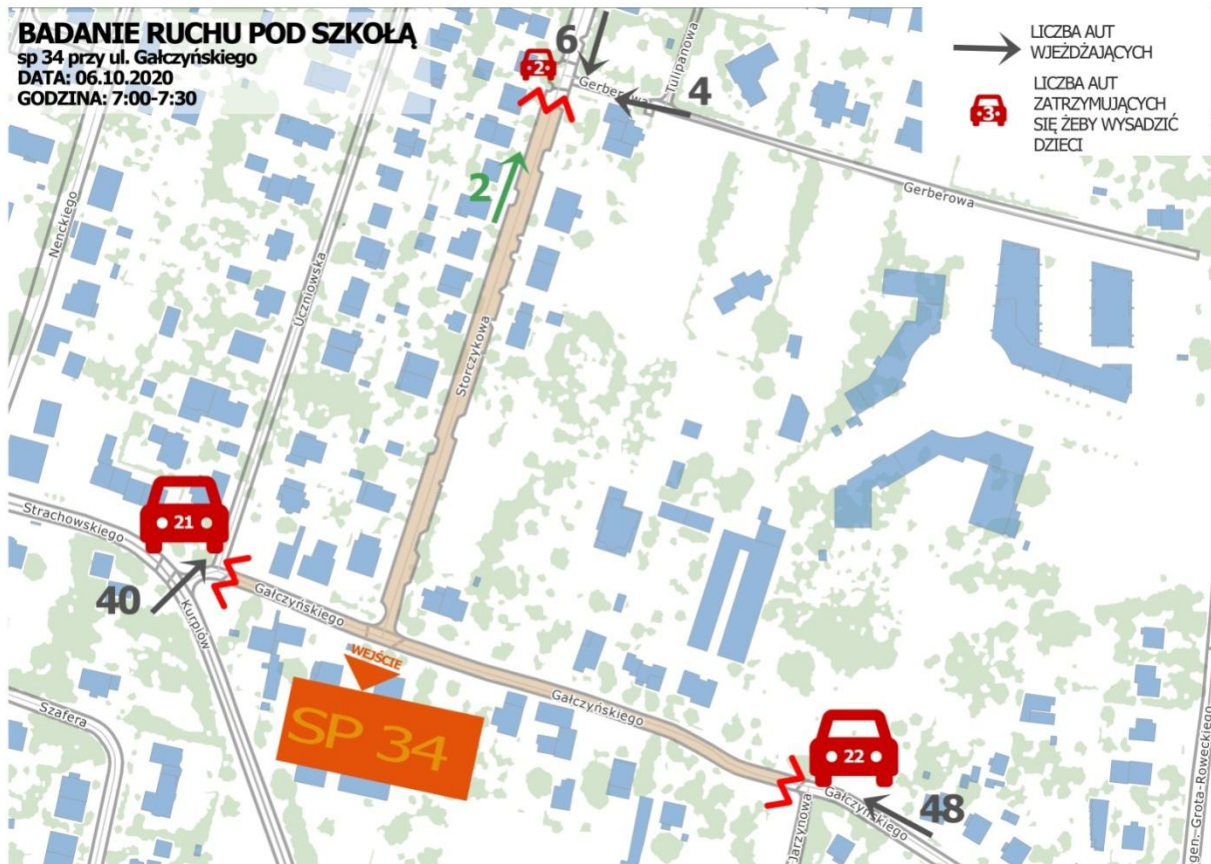 BADANIE RUCHU POD SZKOŁĄ
sp 34 przy ul. Gałczyńskiego
DATA: 06.10.2020
GODZINA: 7:00-7:30
LICZBA AUT
WJEŻDŻAJĄCYCH
3
LICZBA AUT
ZATRZYMUJĄCYCH
SIĘ ŻEBY WYSADZIĆ
DZIECI
6
2
Gerberowa
Tulipanowa
4
2
Gerberowa
Nenckiego
Uczniowska
Storczykowa
Strachowskiego
21
40
Kurpiów
Gałczyńskiego
WEJŚCIE
SP 34
Szafera
Gałczyńskiego
22
Gałczyńskiego
48
Jarzynowa
gen. Grota-Roweckiego